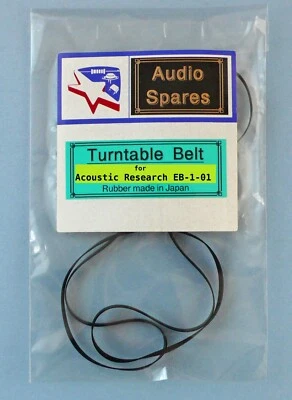 Audio
Spares
Turntable Belt
for
Acoustic Research EB-1-01
Rubber made in Japan